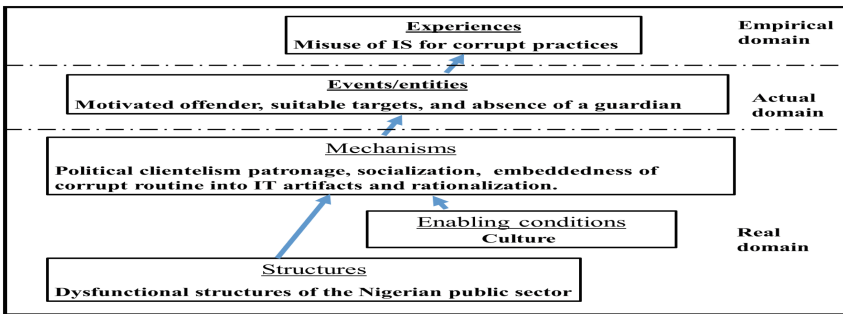 Experiences
Misuse of IS for corrupt practices
Empirical
domain
Events/entities
Motivated offender, suitable targets, and absence of a guardian
Actual
domain
Mechanisms
Political clientelism patronage, socialization, embeddedness of
corrupt routine into IT artifacts and rationalization.
Enabling conditions
Culture
Real
domain
Structures
Dysfunctional structures of the Nigerian public sector